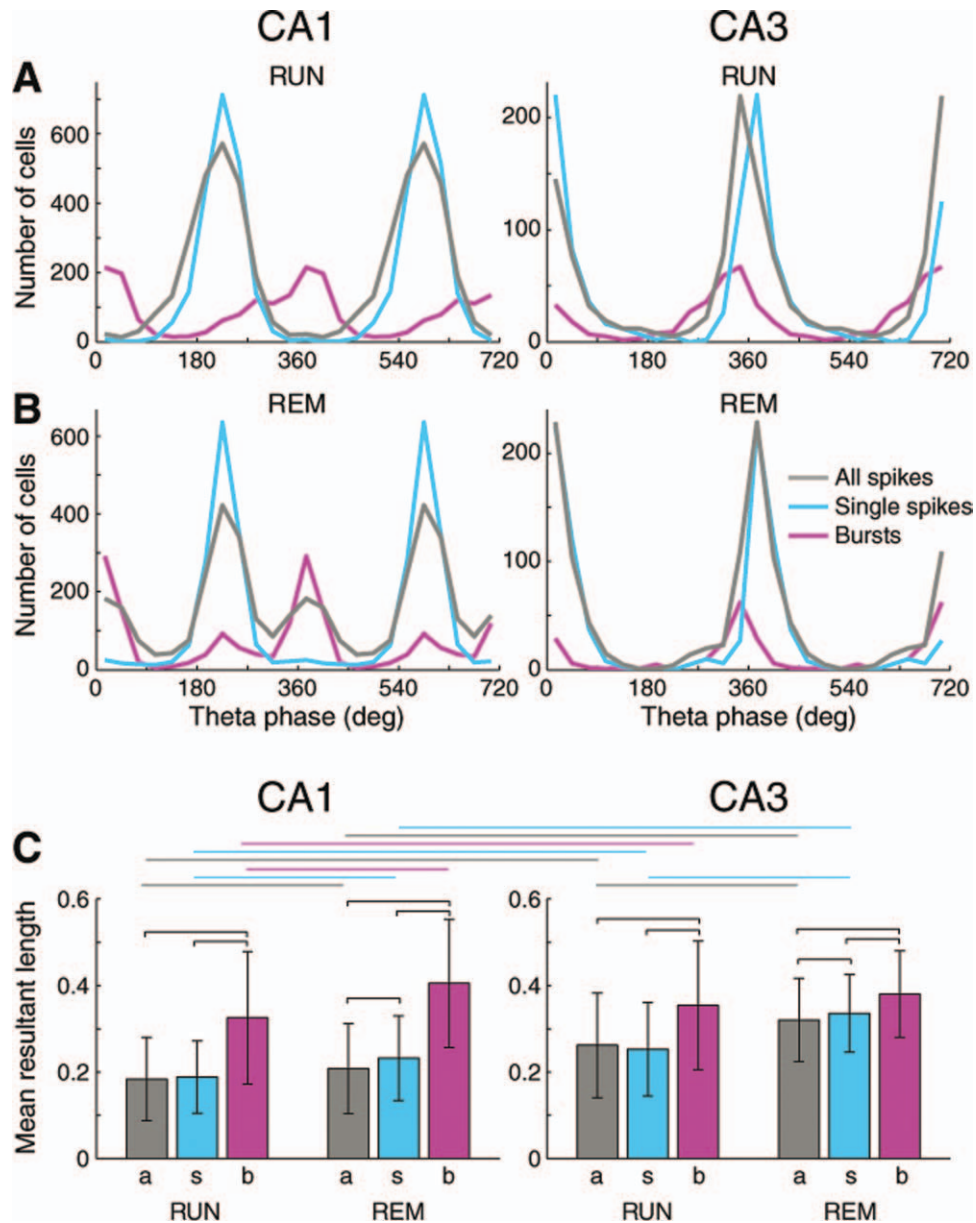 CA1 CA3
A RUN RUN
Number of cells
600
400
200
0
0 180 360 540 720
200
100
0
0 180 360 540 720
B REM REM
Number of cells
600
400
200
0
0 180 360 540 720
Theta phase (deg)
200
100
0
0 180 360 540 720
Theta phase (deg)
All spikes
Single spikes
Bursts
CA1 CA3
C
Mean resultant length
0.6
0.4
0.2
0
a s b a s b
RUN REM
0.6
0.4
0.2
0
a s b a s b
RUN REM